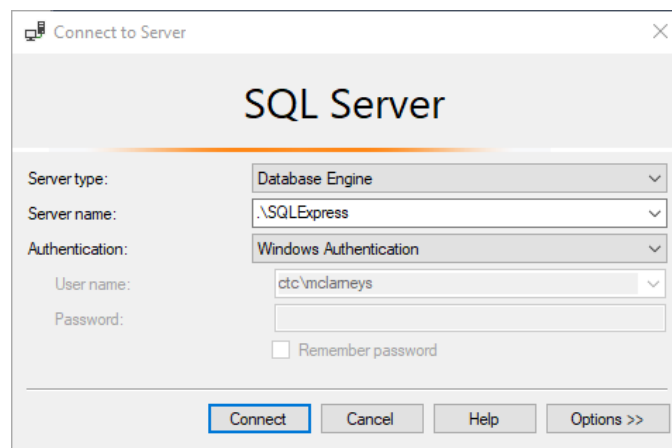 Connect to Server
SQL Server
Server type: Database Engine
Server name: .\SQLExpress
Authentication: Windows Authentication
User name: ctc\mclarneys
Password:
Remember password
Connect Cancel Help Options >>